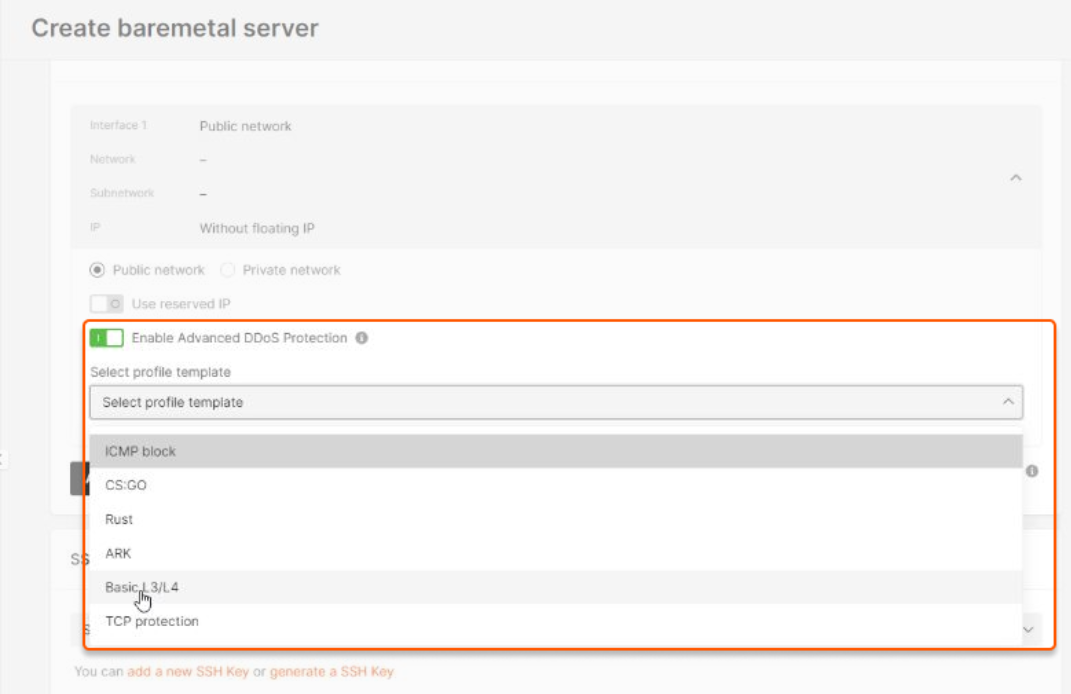 Create baremetal server
Interface 1 Public network
Network –
Subnetwork –
IP Without floating IP
Public network Private network
Use reserved IP
Enable Advanced DDoS Protection
Select profile template
Select profile template
ICMP block
CS:GO
Rust
ARK
Basic L3/L4
TCP protection
You can add a new SSH Key or generate a SSH Key